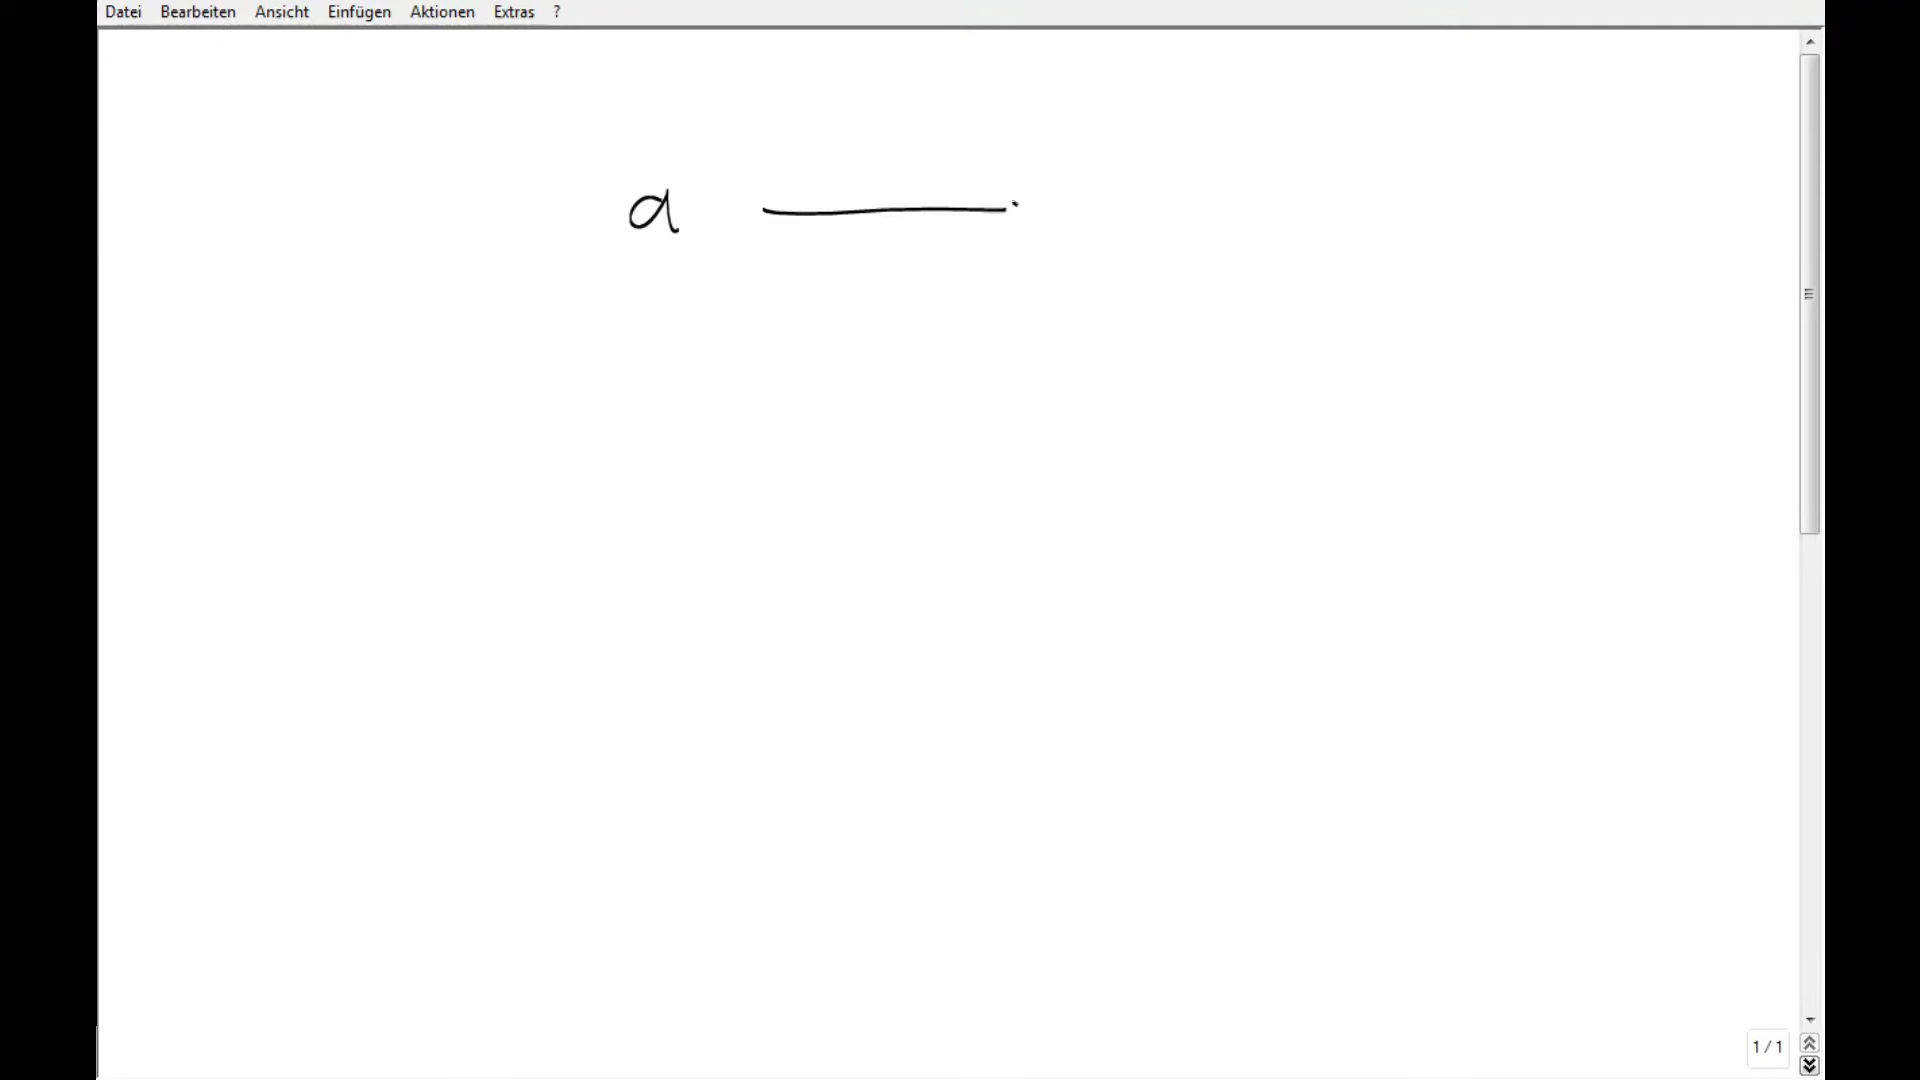 Datei Bearbeiten Ansicht Einfügen Aktionen Extras ?
a
1 / 1